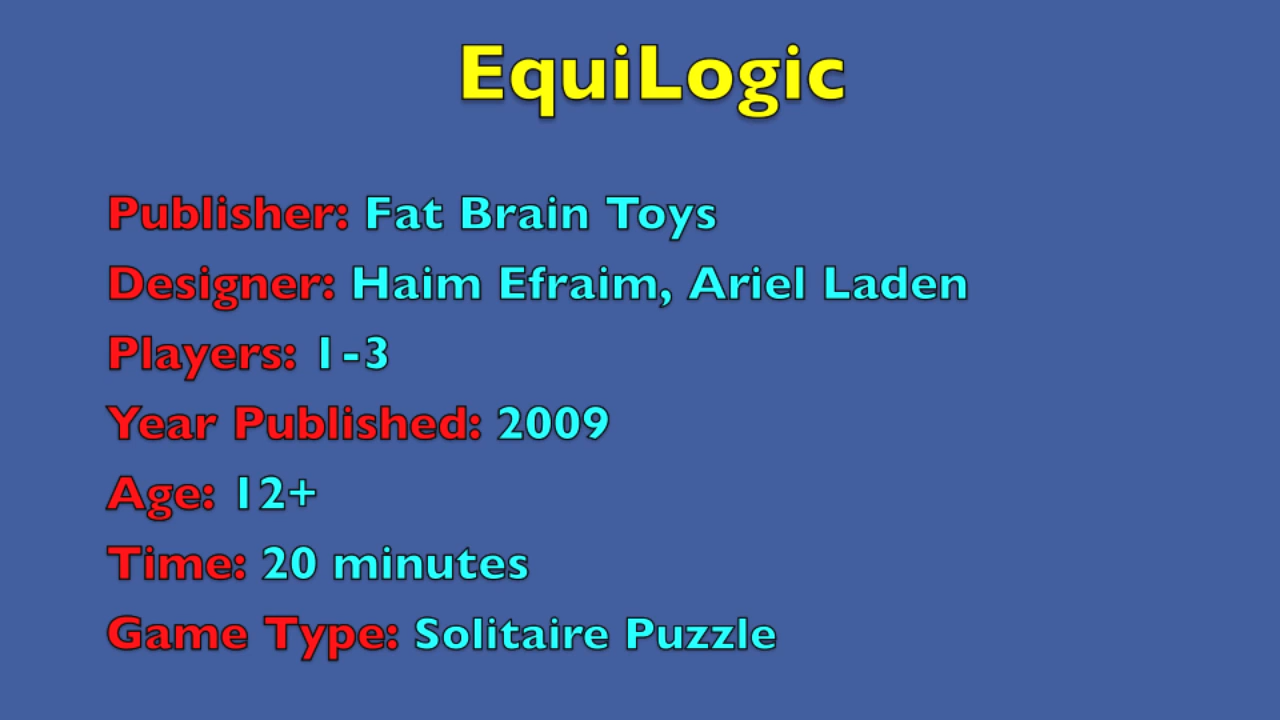 EquiLogic
Publisher: Fat Brain Toys
Designer: Haim Efraim, Ariel Laden
Players: 1-3
Year Published: 2009
Age: 12+
Time: 20 minutes
Game Type: Solitaire Puzzle